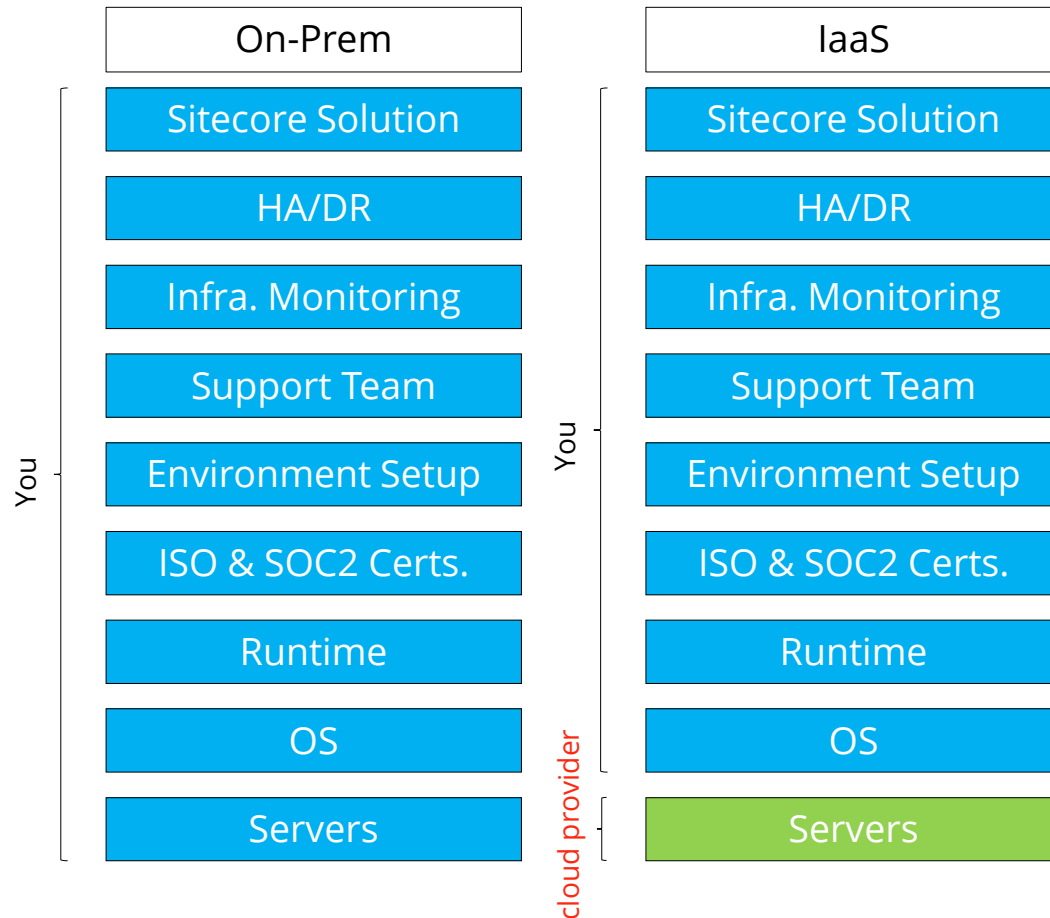 On-Prem
Sitecore Solution
HA/DR
Infra. Monitoring
Support Team
Environment Setup
ISO & SOC2 Certs.
Runtime
OS
Servers
You
IaaS
Sitecore Solution
HA/DR
Infra. Monitoring
Support Team
Environment Setup
ISO & SOC2 Certs.
Runtime
OS
Servers
You
cloud provider